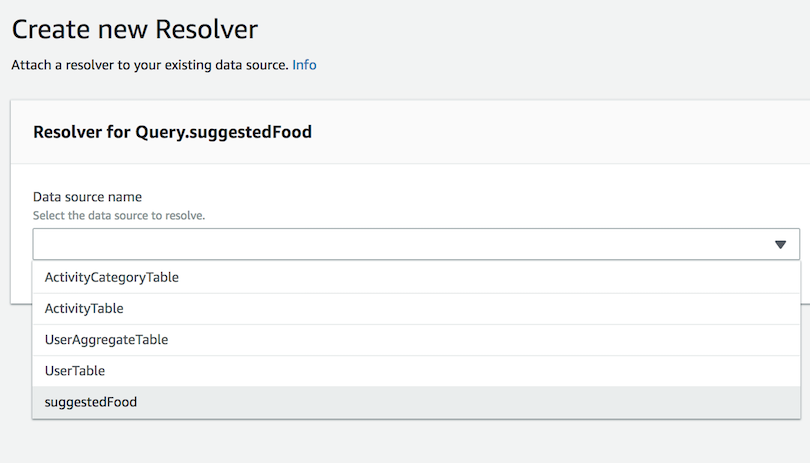 Create new Resolver
Attach a resolver to your existing data source. Info
Resolver for Query.suggestedFood
Data source name
Select the data source to resolve.
ActivityCategoryTable
ActivityTable
UserAggregateTable
UserTable
suggestedFood